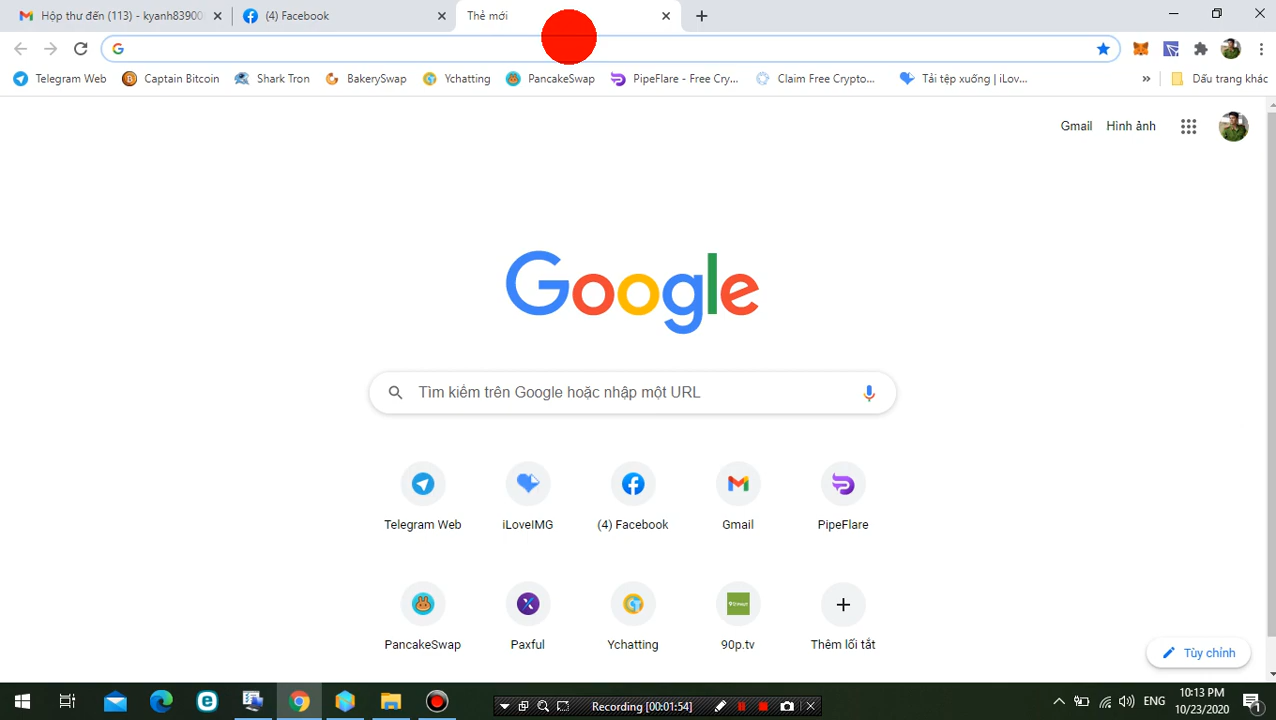 Hộp thư đến (113) - kyanh83900
(4) Facebook
Thẻ mới
Telegram Web
Captain Bitcoin
Shark Tron
BakerySwap
Ychatting
PancakeSwap
PipeFlare - Free Cry...
Claim Free Crypto...
Tải tệp xuống | iLov...
»
Dấu trang khác
Gmail
Hình ảnh
Google
Tìm kiếm trên Google hoặc nhập một URL
Telegram Web
iLoveIMG
(4) Facebook
Gmail
PipeFlare
PancakeSwap
Paxful
Ychatting
90p.tv
Thêm lối tắt
Tùy chỉnh
Recording [00:01:54]
ENG
10:13 PM
10/23/2020
1